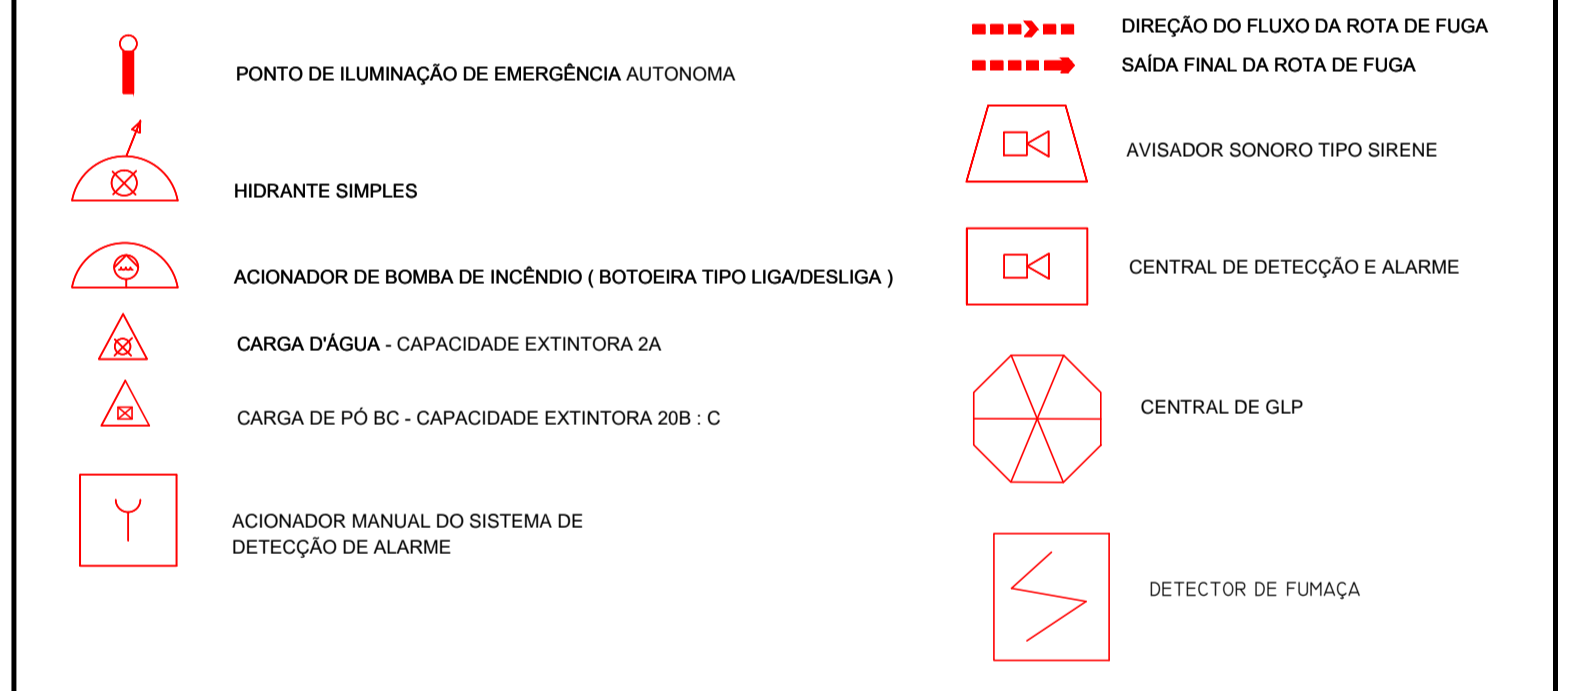 PONTO DE ILUMINAÇÃO DE EMERGÊNCIA AUTONOMA
HIDRANTE SIMPLES
ACIONADOR DE BOMBA DE INCÊNDIO ( BOTOEIRA TIPO LIGA/DESLIGA )
CARGA D'ÁGUA - CAPACIDADE EXTINTORA 2A
CARGA DE PÓ BC - CAPACIDADE EXTINTORA 20B : C
ACIONADOR MANUAL DO SISTEMA DE
DETECÇÃO DE ALARME
DIREÇÃO DO FLUXO DA ROTA DE FUGA
SAÍDA FINAL DA ROTA DE FUGA
AVISADOR SONORO TIPO SIRENE
CENTRAL DE DETECÇÃO E ALARME
CENTRAL DE GLP
DETECTOR DE FUMAÇA